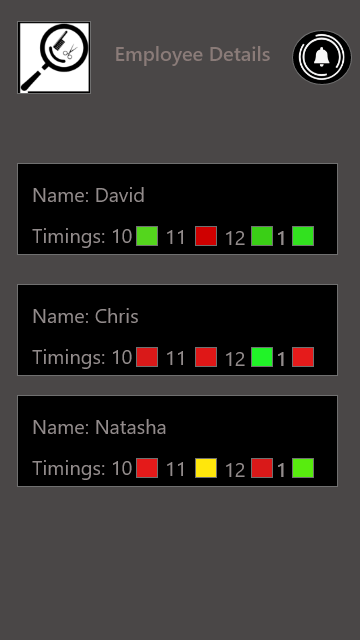 Employee Details
Name: David
Timings: 10 11 12 1
Name: Chris
Timings: 10 11 12 1
Name: Natasha
Timings: 10 11 12 1